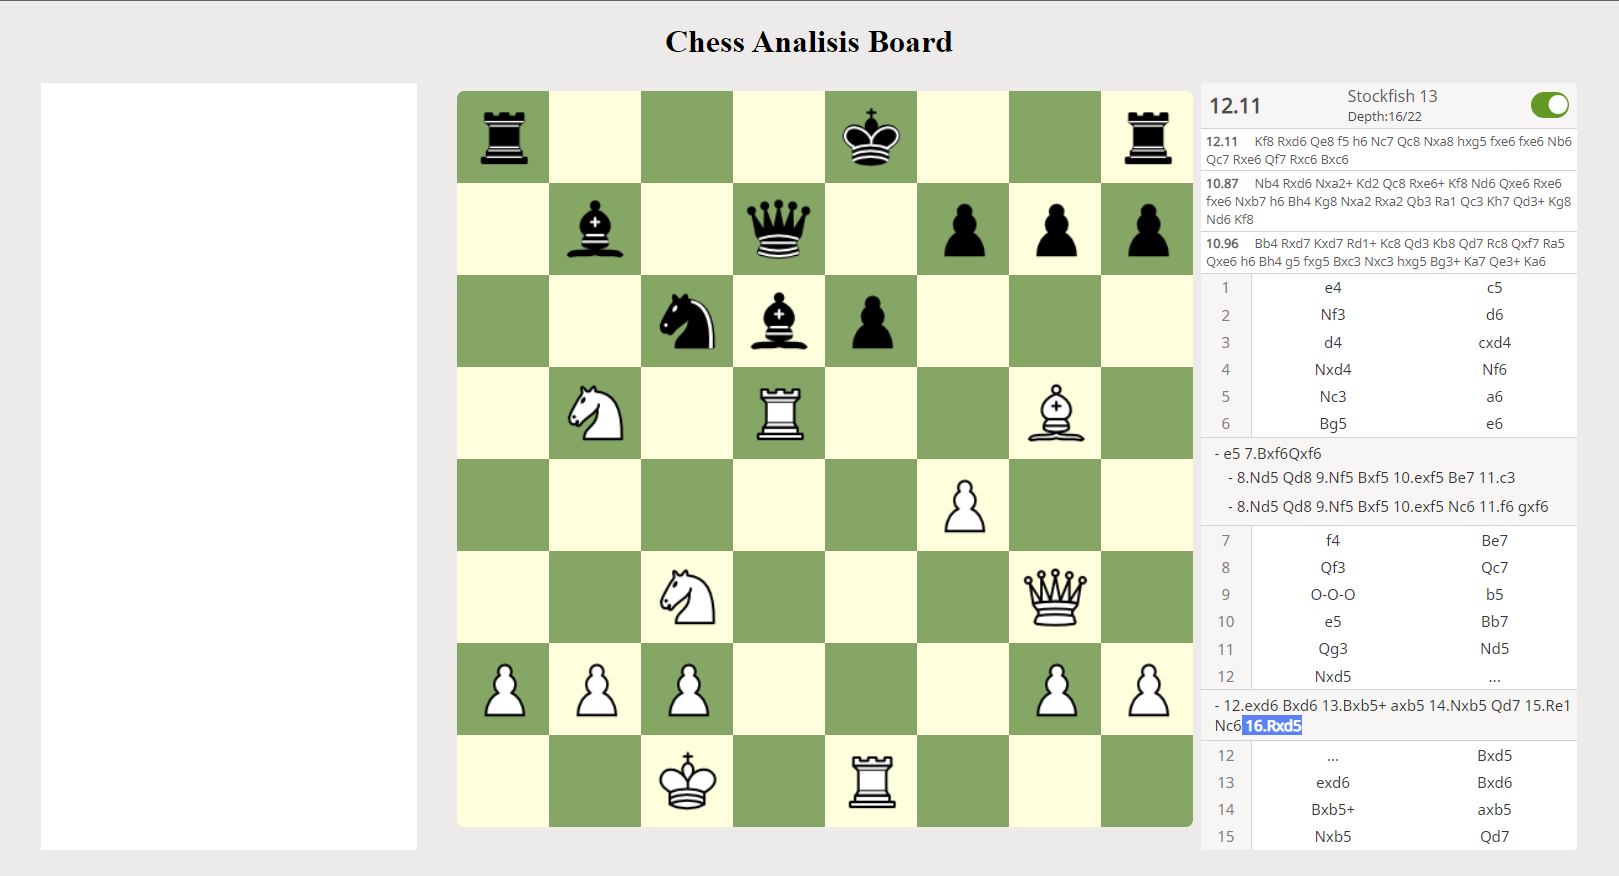 Chess Analisis Board
12.11
Stockfish 13
Depth:16/22
12.11 Kf8 Rxd6 Qe8 f5 h6 Nc7 Qc8 Nxa8 hxg5 fxe6 fxe6 Nb6
Qc7 Rxe6 Qf7 Rxc6 Bxc6
10.87 Nb4 Rxd6 Nxa2+ Kd2 Qc8 Rxe6+ Kf8 Nd6 Qxe6 Rxe6
fxe6 Nxb7 h6 Bh4 Kg8 Nxa2 Rxa2 Qb3 Ra1 Qc3 Kh7 Qd3+ Kg8
Nd6 Kf8
10.96 Bb4 Rxd7 Kxd7 Rd1+ Kc8 Qd3 Kb8 Qd7 Rc8 Qxf7 Ra5
Qxe6 h6 Bh4 g5 fxg5 Bxc3 Nxc3 hxg5 Bg3+ Ka7 Qe3+ Ka6
1 e4 c5
2 Nf3 d6
3 d4 cxd4
4 Nxd4 Nf6
5 Nc3 a6
6 Bg5 e6
- e5 7.Bxf6Qxf6
- 8.Nd5 Qd8 9.Nf5 Bxf5 10.exf5 Be7 11.c3
- 8.Nd5 Qd8 9.Nf5 Bxf5 10.exf5 Nc6 11.f6 gxf6
7 f4 Be7
8 Qf3 Qc7
9 O-O-O b5
10 e5 Bb7
11 Qg3 Nd5
12 Nxd5 ...
- 12.exd6 Bxd6 13.Bxb5+ axb5 14.Nxb5 Qd7 15.Re1
Nc6 16.Rxd5
12 ... Bxd5
13 exd6 Bxd6
14 Bxb5+ axb5
15 Nxb5 Qd7